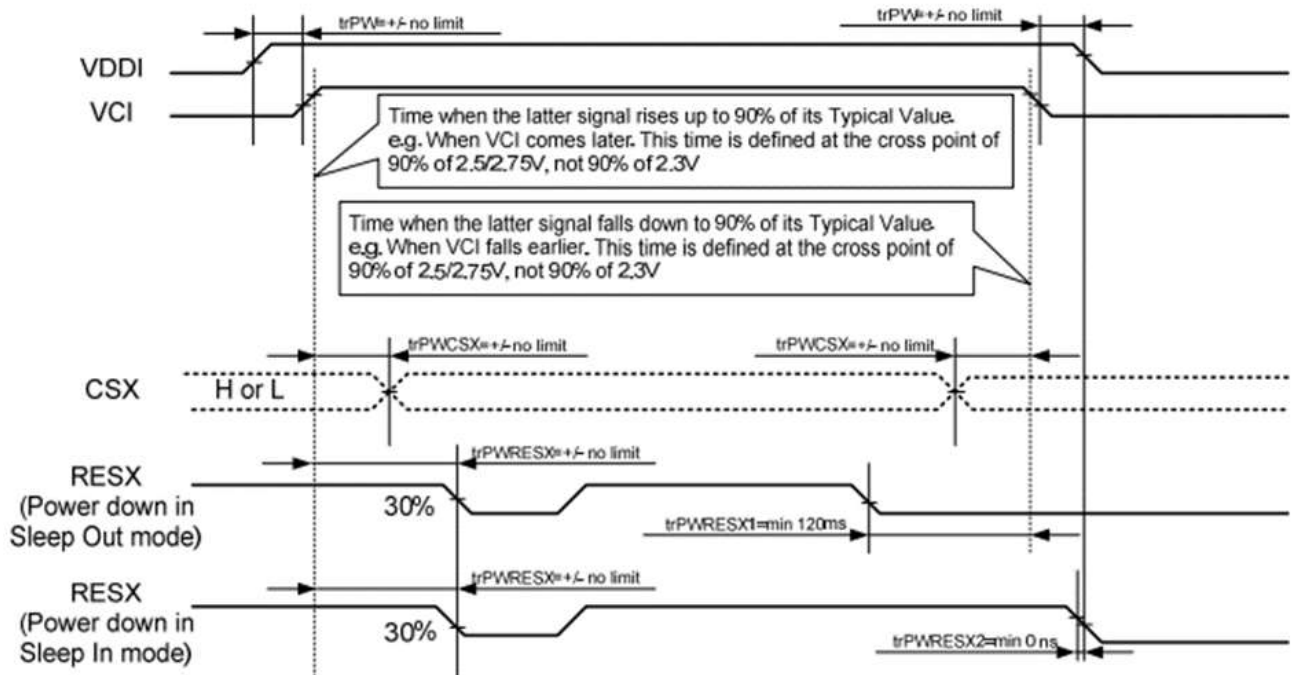 trPW=+/- no limit
trPW=+/- no limit
VDDI
VCI
Time when the latter signal rises up to 90% of its Typical Value.
e.g. When VCI comes later. This time is defined at the cross point of
90% of 2.5/2.75V, not 90% of 2.3V
Time when the latter signal falls down to 90% of its Typical Value.
e.g. When VCI falls earlier. This time is defined at the cross point of
90% of 2.5/2.75V, not 90% of 2.3V
trPWCSX=+/- no limit
trPWCSX=+/- no limit
CSX
H or L
trPWRESX=+/- no limit
RESX
(Power down in
Sleep Out mode)
30%
trPWRESX1=min 120ms
trPWRESX=+/- no limit
RESX
(Power down in
Sleep In mode)
30%
trPWRESX2=min 0 ns